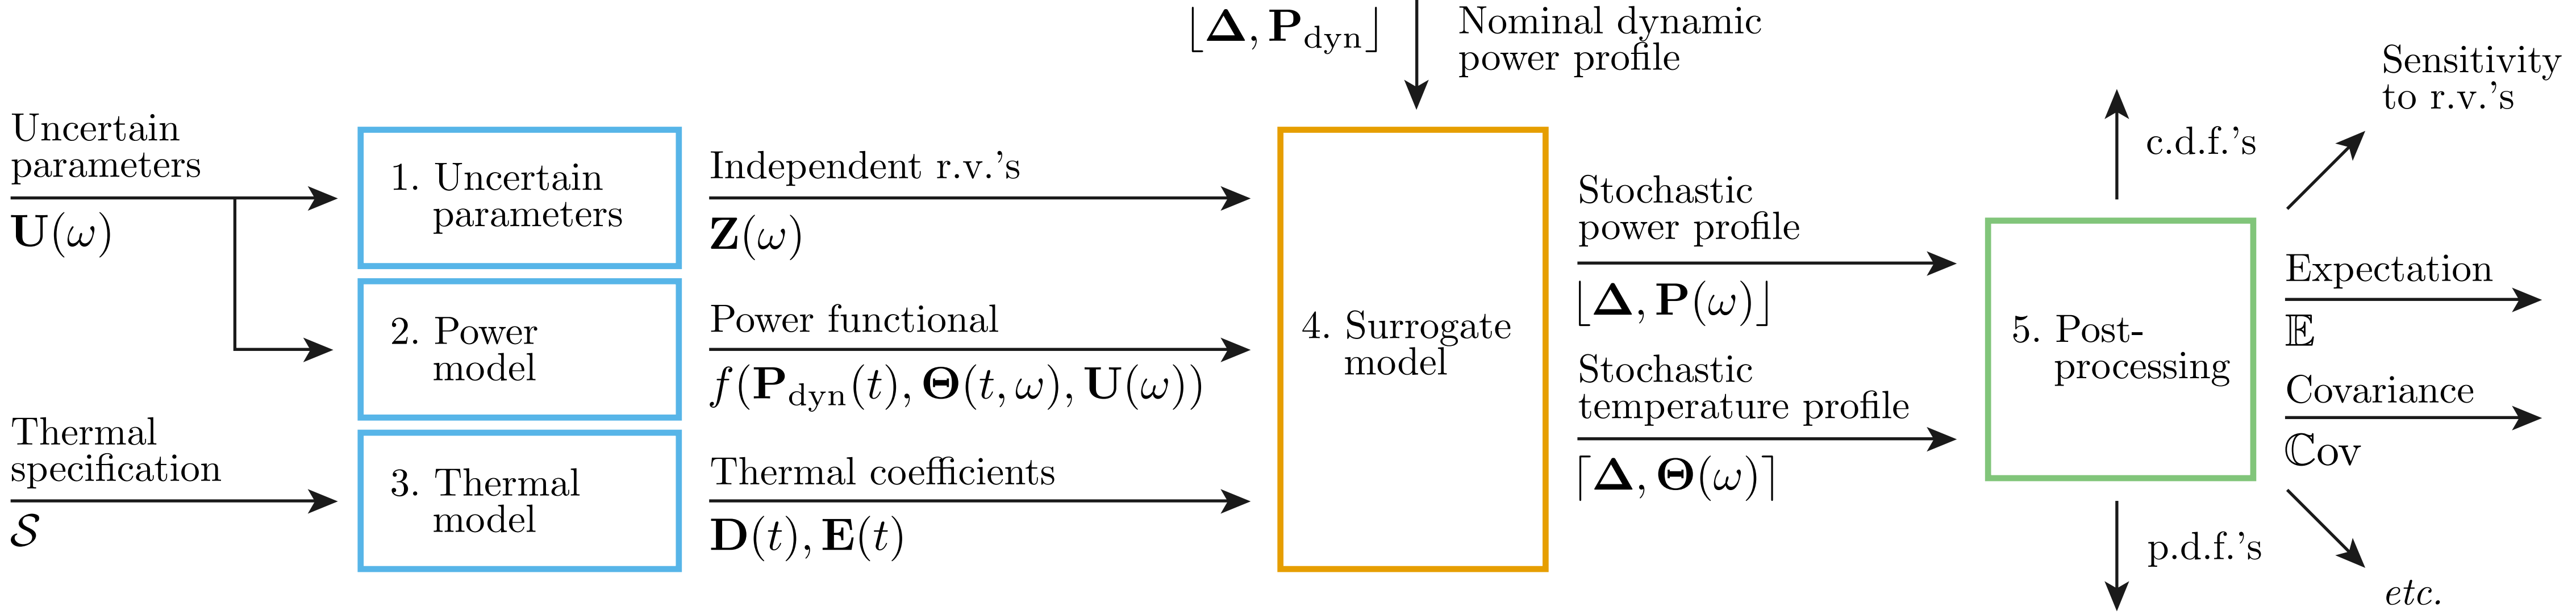 ⌊Δ, P_dyn⌋
Nominal dynamic
power profile
Uncertain
parameters
U(ω)
Thermal
specification
𝒮
1. Uncertain
parameters
2. Power
model
3. Thermal
model
Independent r.v.'s
Z(ω)
Power functional
f(P_dyn(t), Θ(t, ω), U(ω))
Thermal coefficients
D(t), E(t)
4. Surrogate
model
Stochastic
power profile
⌊Δ, P(ω)⌋
Stochastic
temperature profile
⌈Δ, Θ(ω)⌉
5. Post-
processing
c.d.f.'s
Sensitivity
to r.v.'s
Expectation
𝔼
Covariance
ℂov
p.d.f.'s
etc.